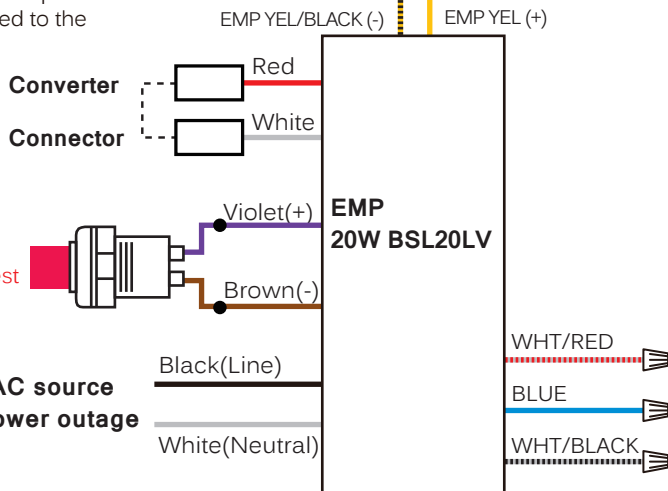 ed to the
EMP YEL/BLACK (-)
EMP YEL (+)
Converter
Red
Connector
White
Violet(+)
EMP
20W BSL20LV
est
Brown(-)
WHT/RED
Black(Line)
AC source
BLUE
ower outage
White(Neutral)
WHT/BLACK